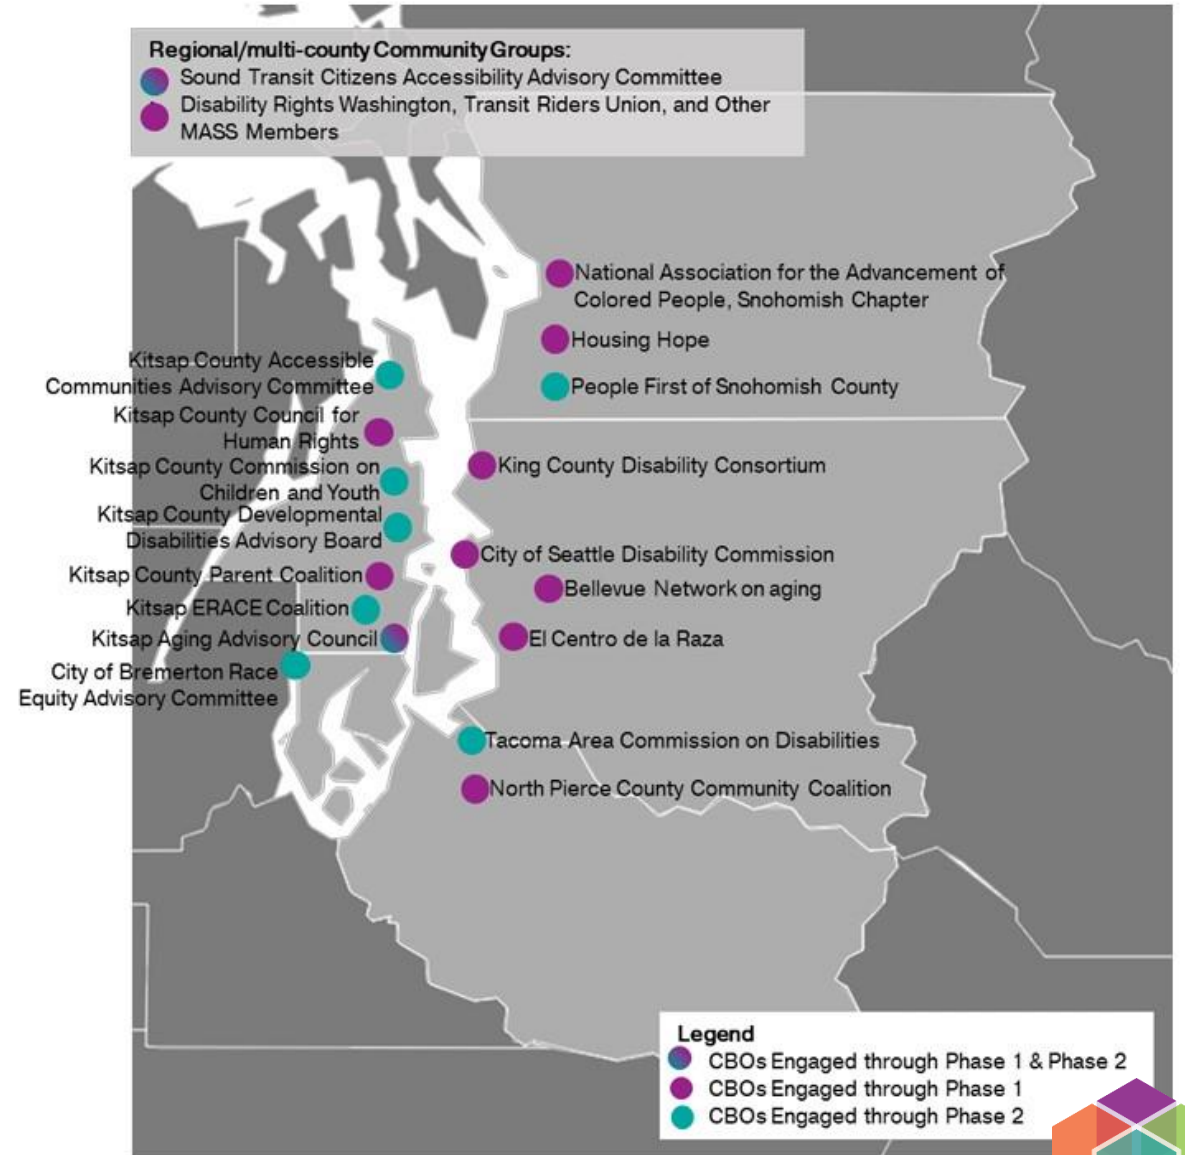 Regional/multi-county Community Groups:
Sound Transit Citizens Accessibility Advisory Committee
Disability Rights Washington, Transit Riders Union, and Other
MASS Members
National Association for the Advancement of
Colored People, Snohomish Chapter
Housing Hope
People First of Snohomish County
Kitsap County Accessible
Communities Advisory Committee
Kitsap County Council for
Human Rights
Kitsap County Commission on
Children and Youth
Kitsap County Developmental
Disabilities Advisory Board
Kitsap County Parent Coalition
Kitsap ERACE Coalition
Kitsap Aging Advisory Council
City of Bremerton Race
Equity Advisory Committee
King County Disability Consortium
City of Seattle Disability Commission
Bellevue Network on aging
El Centro de la Raza
Tacoma Area Commission on Disabilities
North Pierce County Community Coalition
Legend
CBOs Engaged through Phase 1 & Phase 2
CBOs Engaged through Phase 1
CBOs Engaged through Phase 2